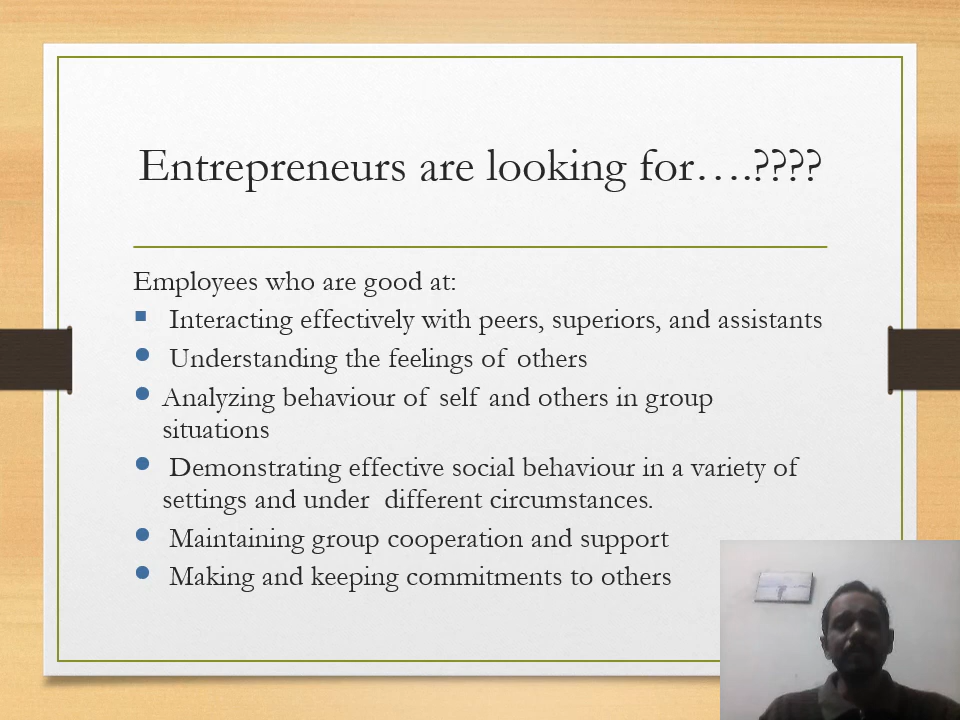 Entrepreneurs are looking for….????
Employees who are good at:
Interacting effectively with peers, superiors, and assistants
Understanding the feelings of others
Analyzing behaviour of self and others in group
situations
Demonstrating effective social behaviour in a variety of
settings and under different circumstances.
Maintaining group cooperation and support
Making and keeping commitments to others